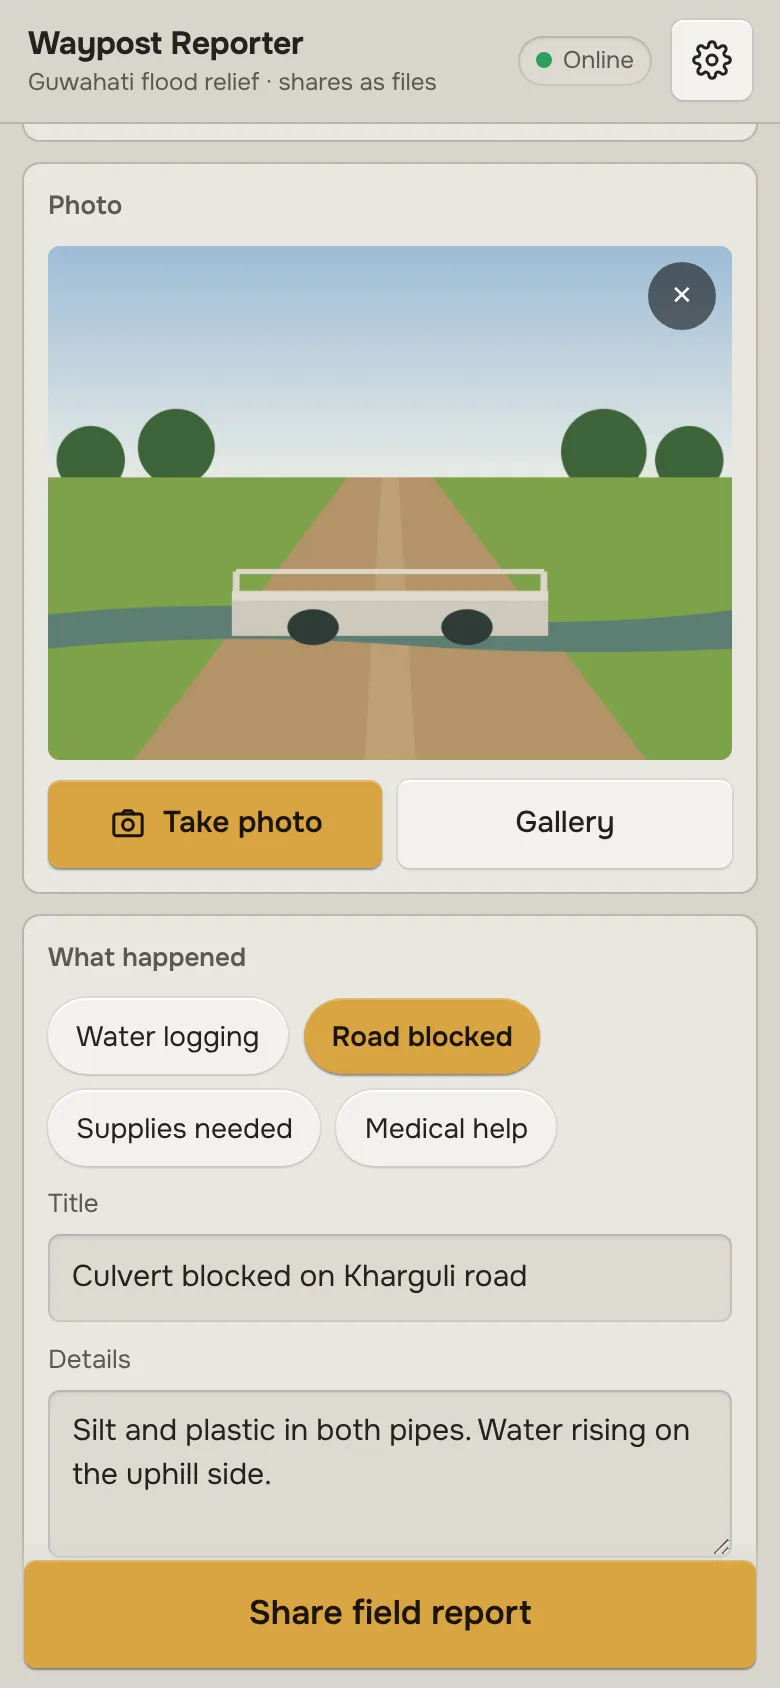 Waypost Reporter
Guwahati flood relief · shares as files
Online
Photo
Take photo
Gallery
What happened
Water logging
Road blocked
Supplies needed
Medical help
Title
Culvert blocked on Kharguli road
Details
Silt and plastic in both pipes. Water rising on
the uphill side.
Share field report